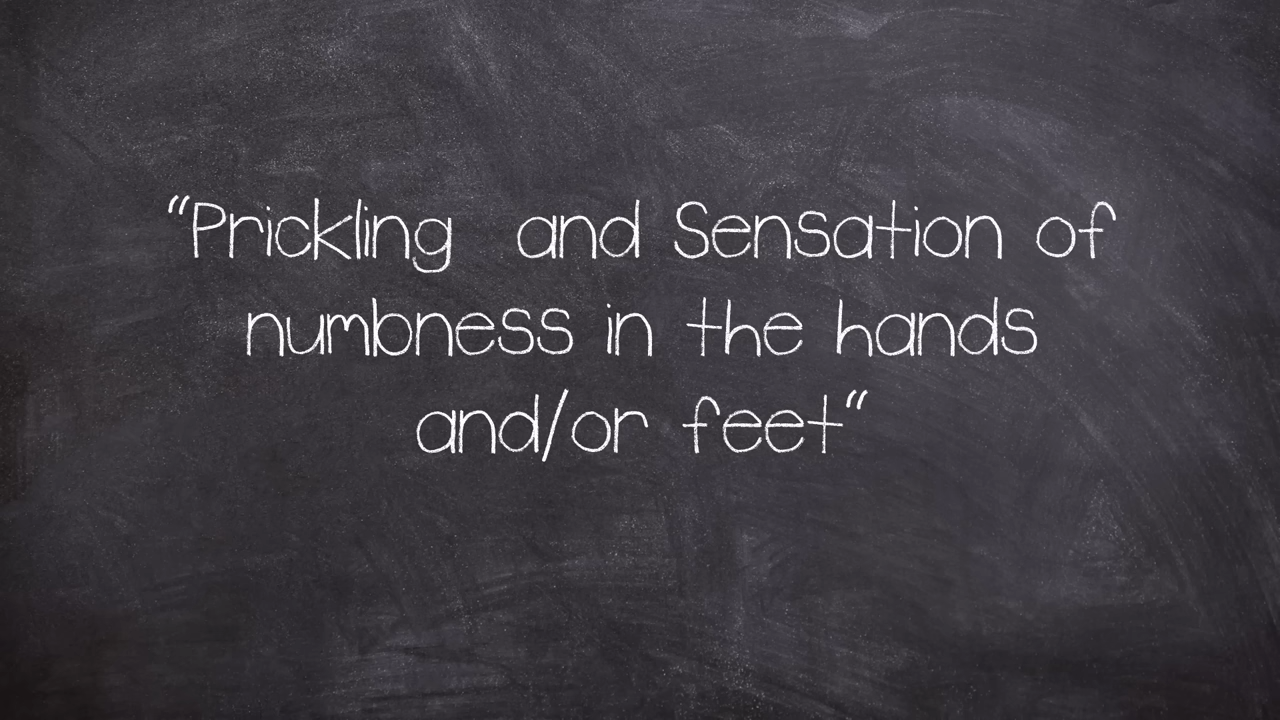 “Prickling  and Sensation of
numbness in the hands
and/or feet“